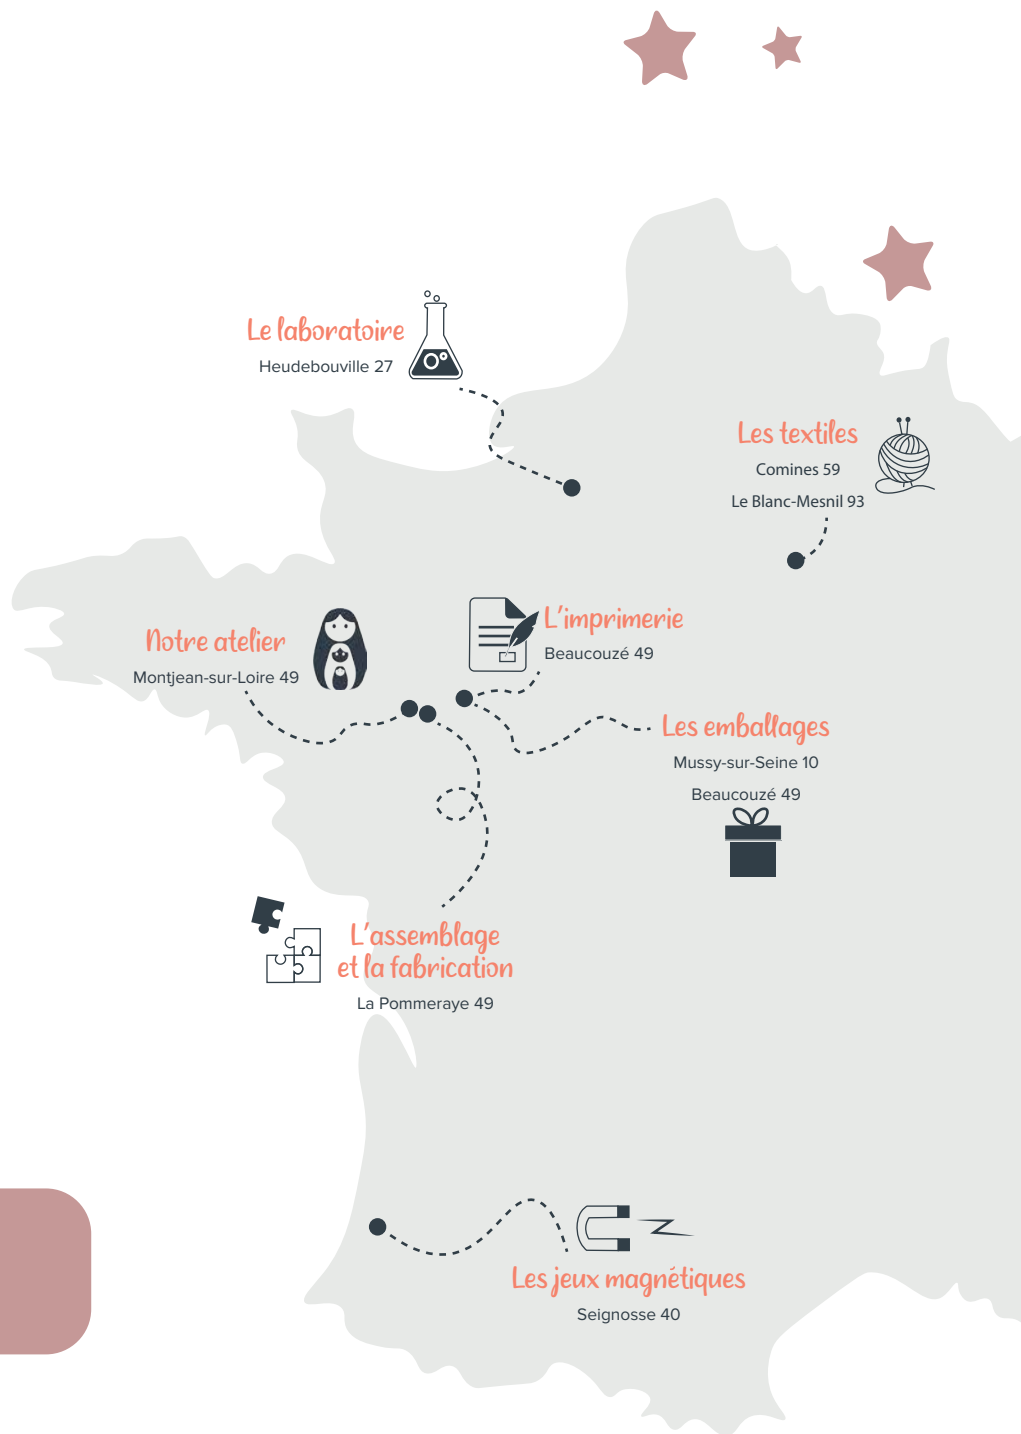 Le laboratoire
Heudebouville 27
Les textiles
Comines 59
Le Blanc-Mesnil 93
L'imprimerie
Beaucouzé 49
Notre atelier
Montjean-sur-Loire 49
Les emballages
Mussy-sur-Seine 10
Beaucouzé 49
L'assemblage
et la fabrication
La Pommeraye 49
Les jeux magnétiques
Seignosse 40